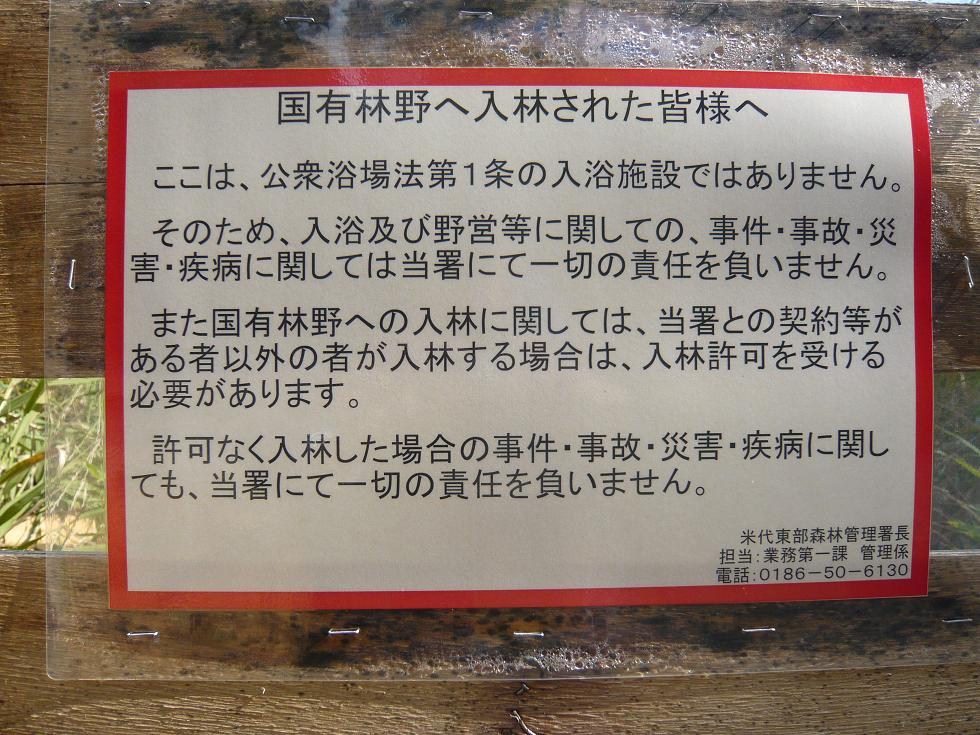 国有林野へ入林された皆様へ
ここは、公衆浴場法第１条の入浴施設ではありません。
そのため、入浴及び野営等に関しての、事件・事故・災
害・疾病に関しては当署にて一切の責任を負いません。
また国有林野への入林に関しては、当署との契約等が
ある者以外の者が入林する場合は、入林許可を受ける
必要があります。
許可なく入林した場合の事件・事故・災害・疾病に関し
ても、当署にて一切の責任を負いません。
米代東部森林管理署長
担当：業務第一課　管理係
電話：０１８６－５０－６１３０